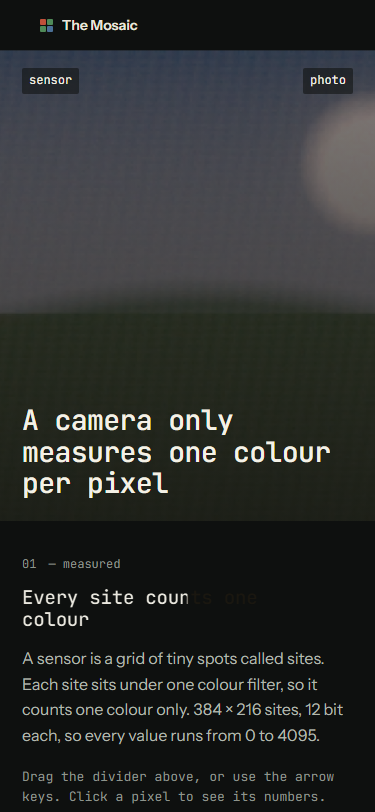 The Mosaic
sensor
photo
A camera only
measures one colour
per pixel
01 — measured
Every site counts one
colour
A sensor is a grid of tiny spots called sites.
Each site sits under one colour filter, so it
counts one colour only. 384 × 216 sites, 12 bit
each, so every value runs from 0 to 4095.
Drag the divider above, or use the arrow
keys. Click a pixel to see its numbers.